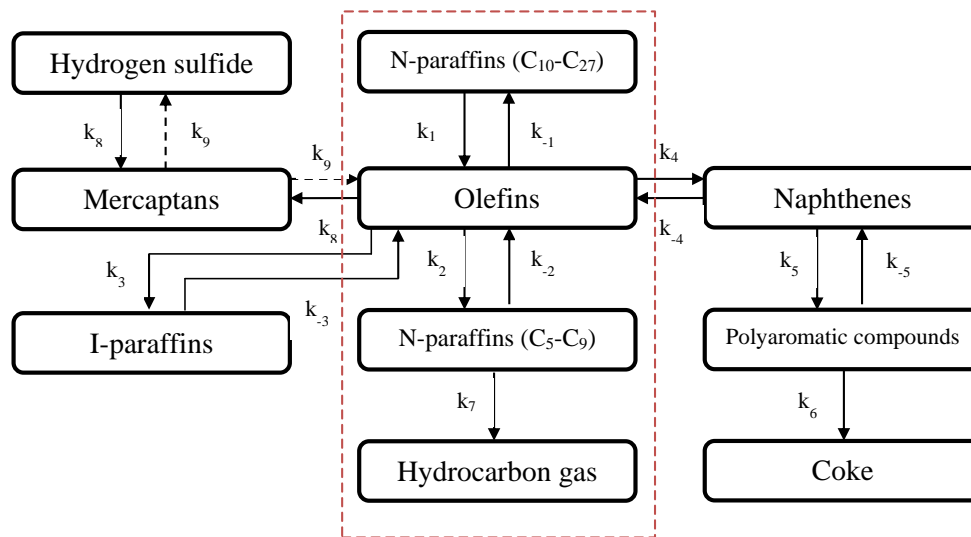 Hydrogen sulfide
N-paraffins (C₁₀-C₂₇)
k₈
k₉
k₁
k₋₁
k₉
k₄
Mercaptans
Olefins
Naphthenes
k₈
k₋₄
k₃
k₂
k₋₂
k₅
k₋₅
k₋₃
I-paraffins
N-paraffins (C₅-C₉)
Polyaromatic compounds
k₇
k₆
Hydrocarbon gas
Coke